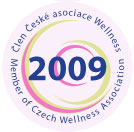 Člen České asociace Wellness
2009
Member of Czech Wellness Association